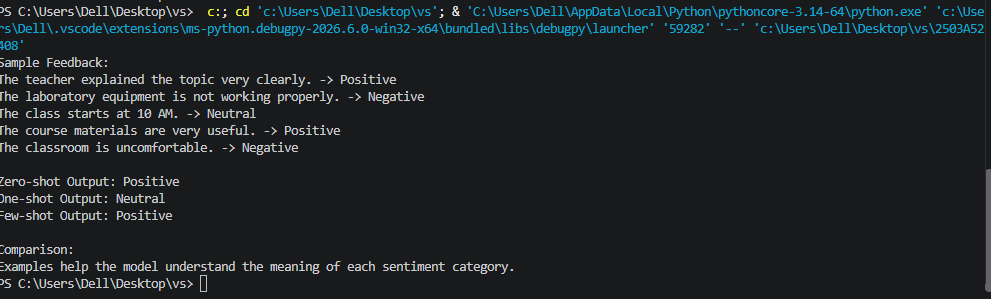 PS C:\Users\Dell\Desktop\vs>  c:; cd 'c:\Users\Dell\Desktop\vs'; & 'C:\Users\Dell\AppData\Local\Python\pythoncore-3.14-64\python.exe' 'c:\Use
rs\Dell\.vscode\extensions\ms-python.debugpy-2026.6.0-win32-x64\bundled\libs\debugpy\launcher' '59282' '--' 'c:\Users\Dell\Desktop\vs\2503A52
408'
Sample Feedback:
The teacher explained the topic very clearly. -> Positive
The laboratory equipment is not working properly. -> Negative
The class starts at 10 AM. -> Neutral
The course materials are very useful. -> Positive
The classroom is uncomfortable. -> Negative
Zero-shot Output: Positive
One-shot Output: Neutral
Few-shot Output: Positive
Comparison:
Examples help the model understand the meaning of each sentiment category.
PS C:\Users\Dell\Desktop\vs>